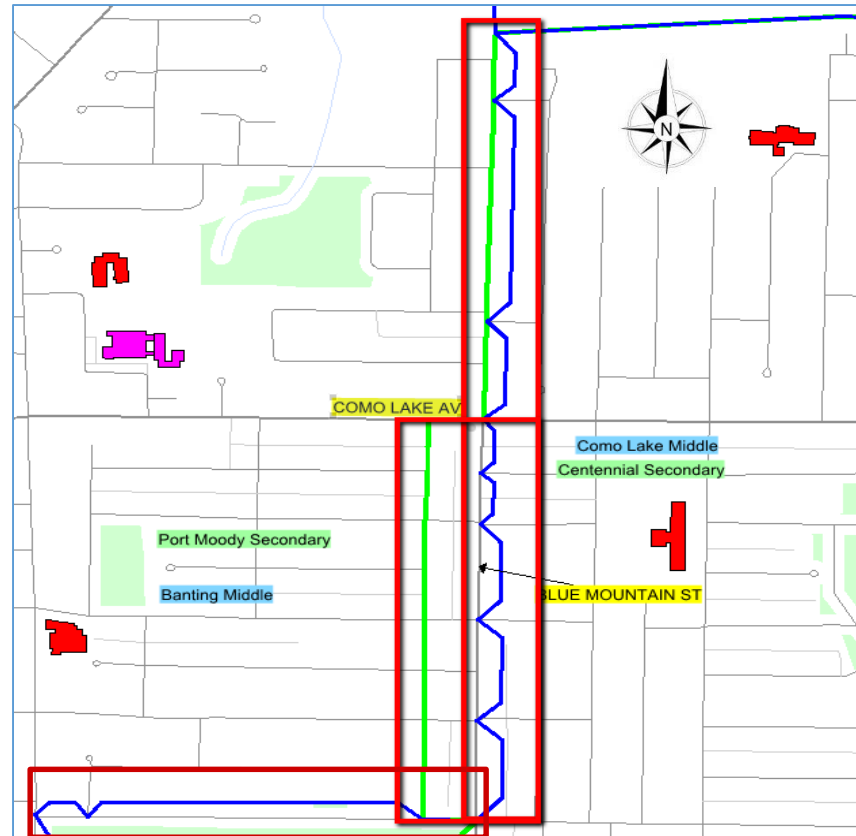 N
COMO LAKE AV
Como Lake Middle
Centennial Secondary
Port Moody Secondary
Banting Middle
BLUE MOUNTAIN ST